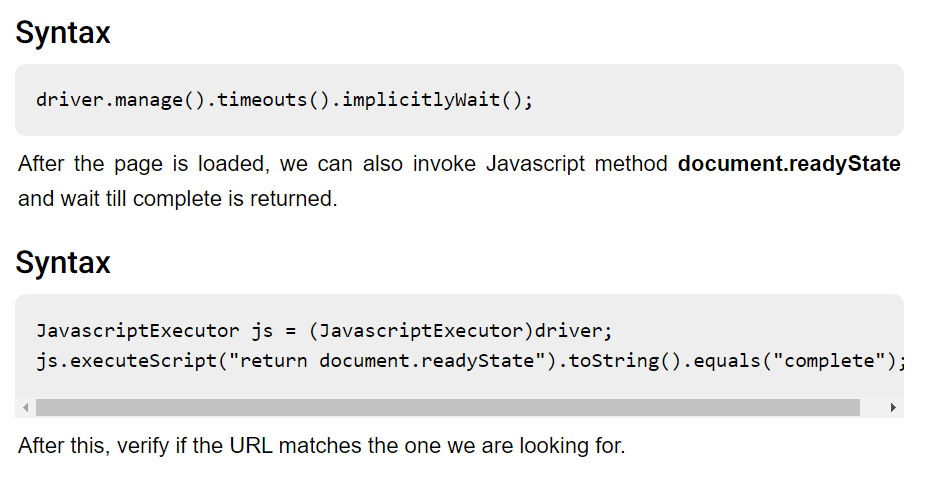 Syntax
driver.manage().timeouts().implicitlyWait();
After the page is loaded, we can also invoke Javascript method document.readyState
and wait till complete is returned.
Syntax
JavascriptExecutor js = (JavascriptExecutor)driver;
js.executeScript("return document.readyState").toString().equals("complete");
After this, verify if the URL matches the one we are looking for.